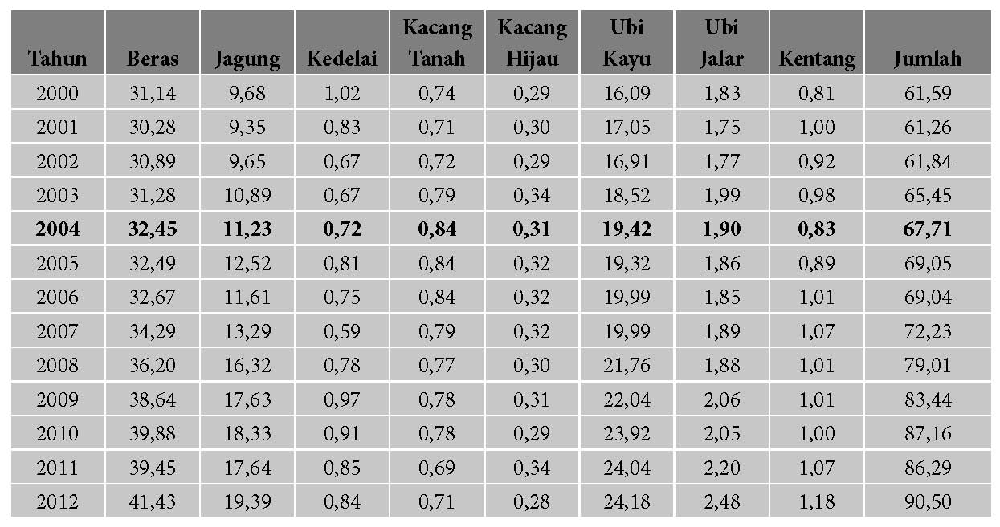 Tahun Beras Jagung Kedelai Kacang Tanah Kacang Hijau Ubi Kayu Ubi Jalar Kentang Jumlah
2000 31,14 9,68 1,02 0,74 0,29 16,09 1,83 0,81 61,59
2001 30,28 9,35 0,83 0,71 0,30 17,05 1,75 1,00 61,26
2002 30,89 9,65 0,67 0,72 0,29 16,91 1,77 0,92 61,84
2003 31,28 10,89 0,67 0,79 0,34 18,52 1,99 0,98 65,45
2004 32,45 11,23 0,72 0,84 0,31 19,42 1,90 0,83 67,71
2005 32,49 12,52 0,81 0,84 0,32 19,32 1,86 0,89 69,05
2006 32,67 11,61 0,75 0,84 0,32 19,99 1,85 1,01 69,04
2007 34,29 13,29 0,59 0,79 0,32 19,99 1,89 1,07 72,23
2008 36,20 16,32 0,78 0,77 0,30 21,76 1,88 1,01 79,01
2009 38,64 17,63 0,97 0,78 0,31 22,04 2,06 1,01 83,44
2010 39,88 18,33 0,91 0,78 0,29 23,92 2,05 1,00 87,16
2011 39,45 17,64 0,85 0,69 0,34 24,04 2,20 1,07 86,29
2012 41,43 19,39 0,84 0,71 0,28 24,18 2,48 1,18 90,50